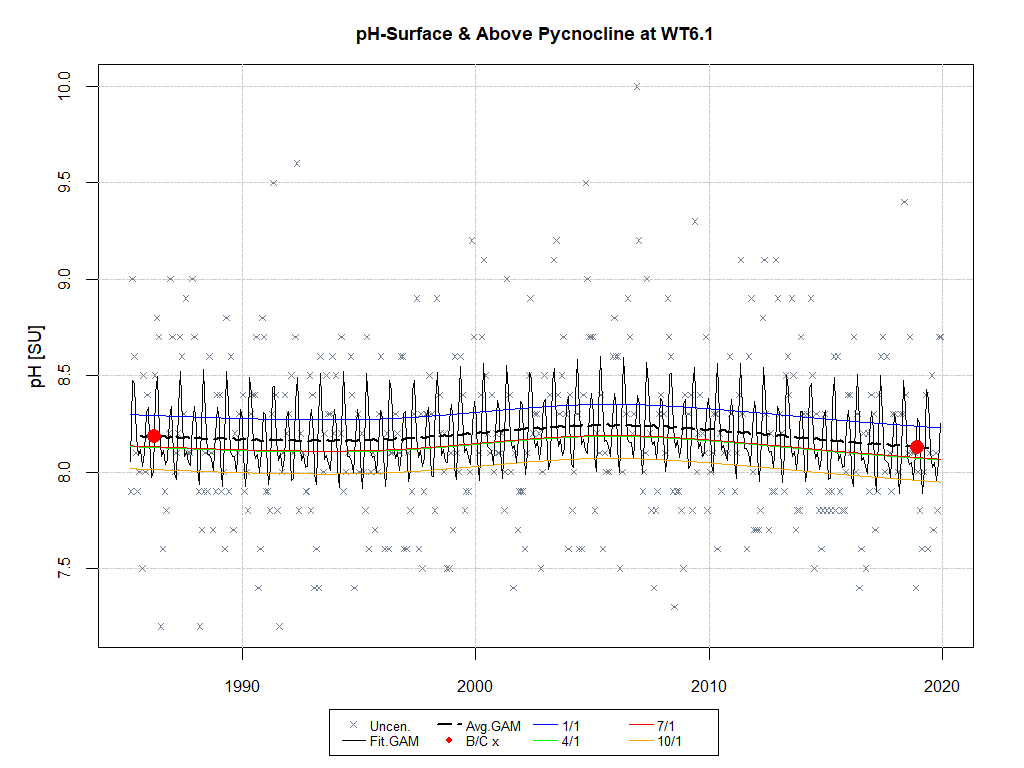 pH-Surface & Above Pycnocline at WT6.1
pH [SU]
10.0
9.5
9.0
8.5
8.0
7.5
1990 2000 2010 2020
Uncen. Avg.GAM 1/1 7/1
Fit.GAM B/C x 4/1 10/1